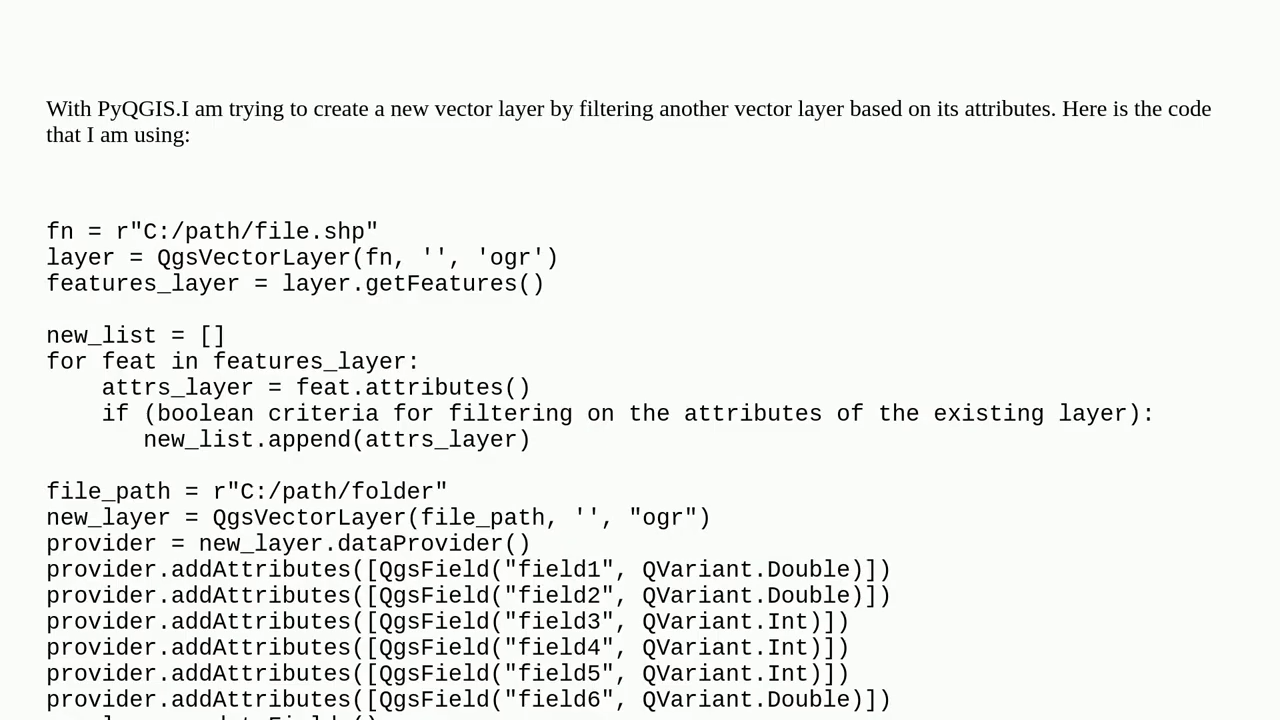 With PyQGIS.I am trying to create a new vector layer by filtering another vector layer based on its attributes. Here is the code
that I am using:
fn = r"C:/path/file.shp"
layer = QgsVectorLayer(fn, '', 'ogr')
features_layer = layer.getFeatures()
new_list = []
for feat in features_layer:
    attrs_layer = feat.attributes()
    if (boolean criteria for filtering on the attributes of the existing layer):
       new_list.append(attrs_layer)
file_path = r"C:/path/folder"
new_layer = QgsVectorLayer(file_path, '', "ogr")
provider = new_layer.dataProvider()
provider.addAttributes([QgsField("field1", QVariant.Double)])
provider.addAttributes([QgsField("field2", QVariant.Double)])
provider.addAttributes([QgsField("field3", QVariant.Int)])
provider.addAttributes([QgsField("field4", QVariant.Int)])
provider.addAttributes([QgsField("field5", QVariant.Int)])
provider.addAttributes([QgsField("field6", QVariant.Double)])